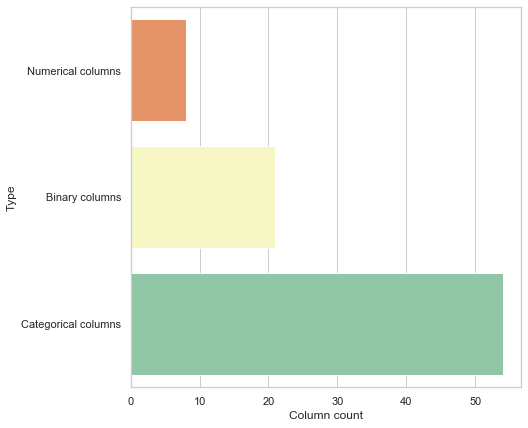 Numerical columns
Binary columns
Categorical columns
Type
0 10 20 30 40 50
Column count